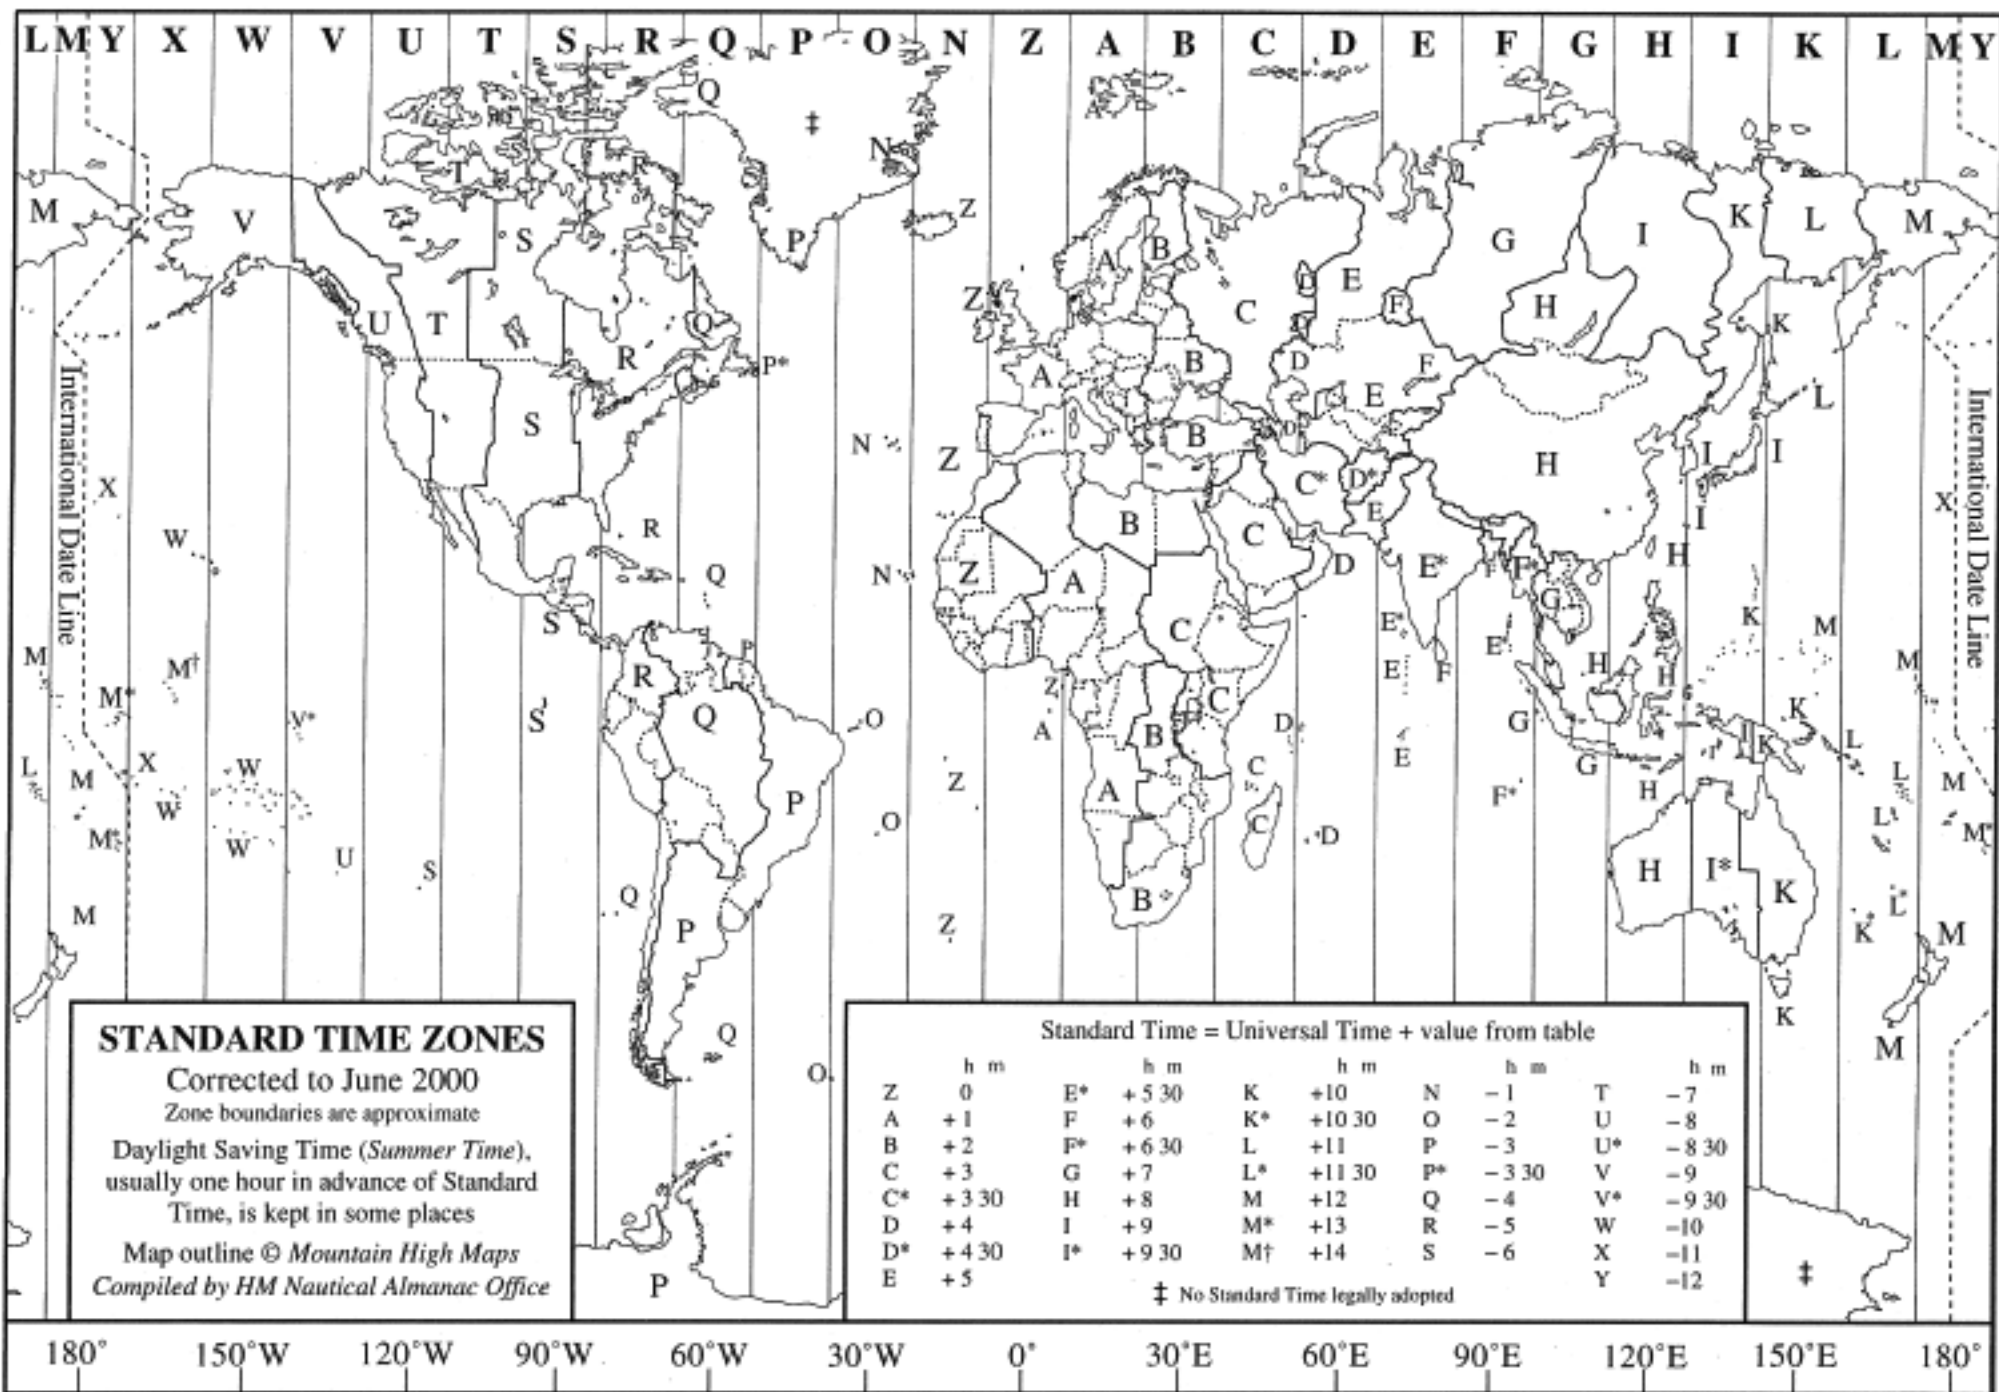 L M Y X W V U T S R Q P O N Z A B C D E F G H I K L M Y
Q
‡
A
Z
N
T
R
M
V
S
P
Z
A
B
G
I
K
L
M
D
E
C
F
H
Z
U
T
Q
R
K
P*
A
B
D
E
F
L
S
B
D
N
Z
C*
D*
H
I
I
X
B
C
E
I
X
W
R
H
N
Q
Z
A
D
E*
F*
G
S
C
E*
E
K
M
M
M†
M*
R
P
Z
C
E
F
H
H
M
V*
S
Q
O
A
B
D
G
K
L
I
K
I
E
L
M
X
W
W
P
Z
A
C
G
F*
H
L
M
M*
W
O
C
D
L
M*
U
S
H
I*
K
M
Q
P
B
Z
L*
K*
M
Q
O
K
M
P
‡
International Date Line
International Date Line
STANDARD TIME ZONES
Corrected to June 2000
Zone boundaries are approximate
Daylight Saving Time (Summer Time),
usually one hour in advance of Standard
Time, is kept in some places
Map outline © Mountain High Maps
Compiled by HM Nautical Almanac Office
Standard Time = Universal Time + value from table
h m h m h m h m h m
Z 0 E* + 5 30 K +10 N – 1 T – 7
A + 1 F + 6 K* +10 30 O – 2 U – 8
B + 2 F* + 6 30 L +11 P – 3 U* – 8 30
C + 3 G + 7 L* +11 30 P* – 3 30 V – 9
C* + 3 30 H + 8 M +12 Q – 4 V* – 9 30
D + 4 I + 9 M* +13 R – 5 W –10
D* + 4 30 I* + 9 30 M† +14 S – 6 X –11
E + 5 Y –12
‡ No Standard Time legally adopted
180° 150°W 120°W 90°W 60°W 30°W 0° 30°E 60°E 90°E 120°E 150°E 180°